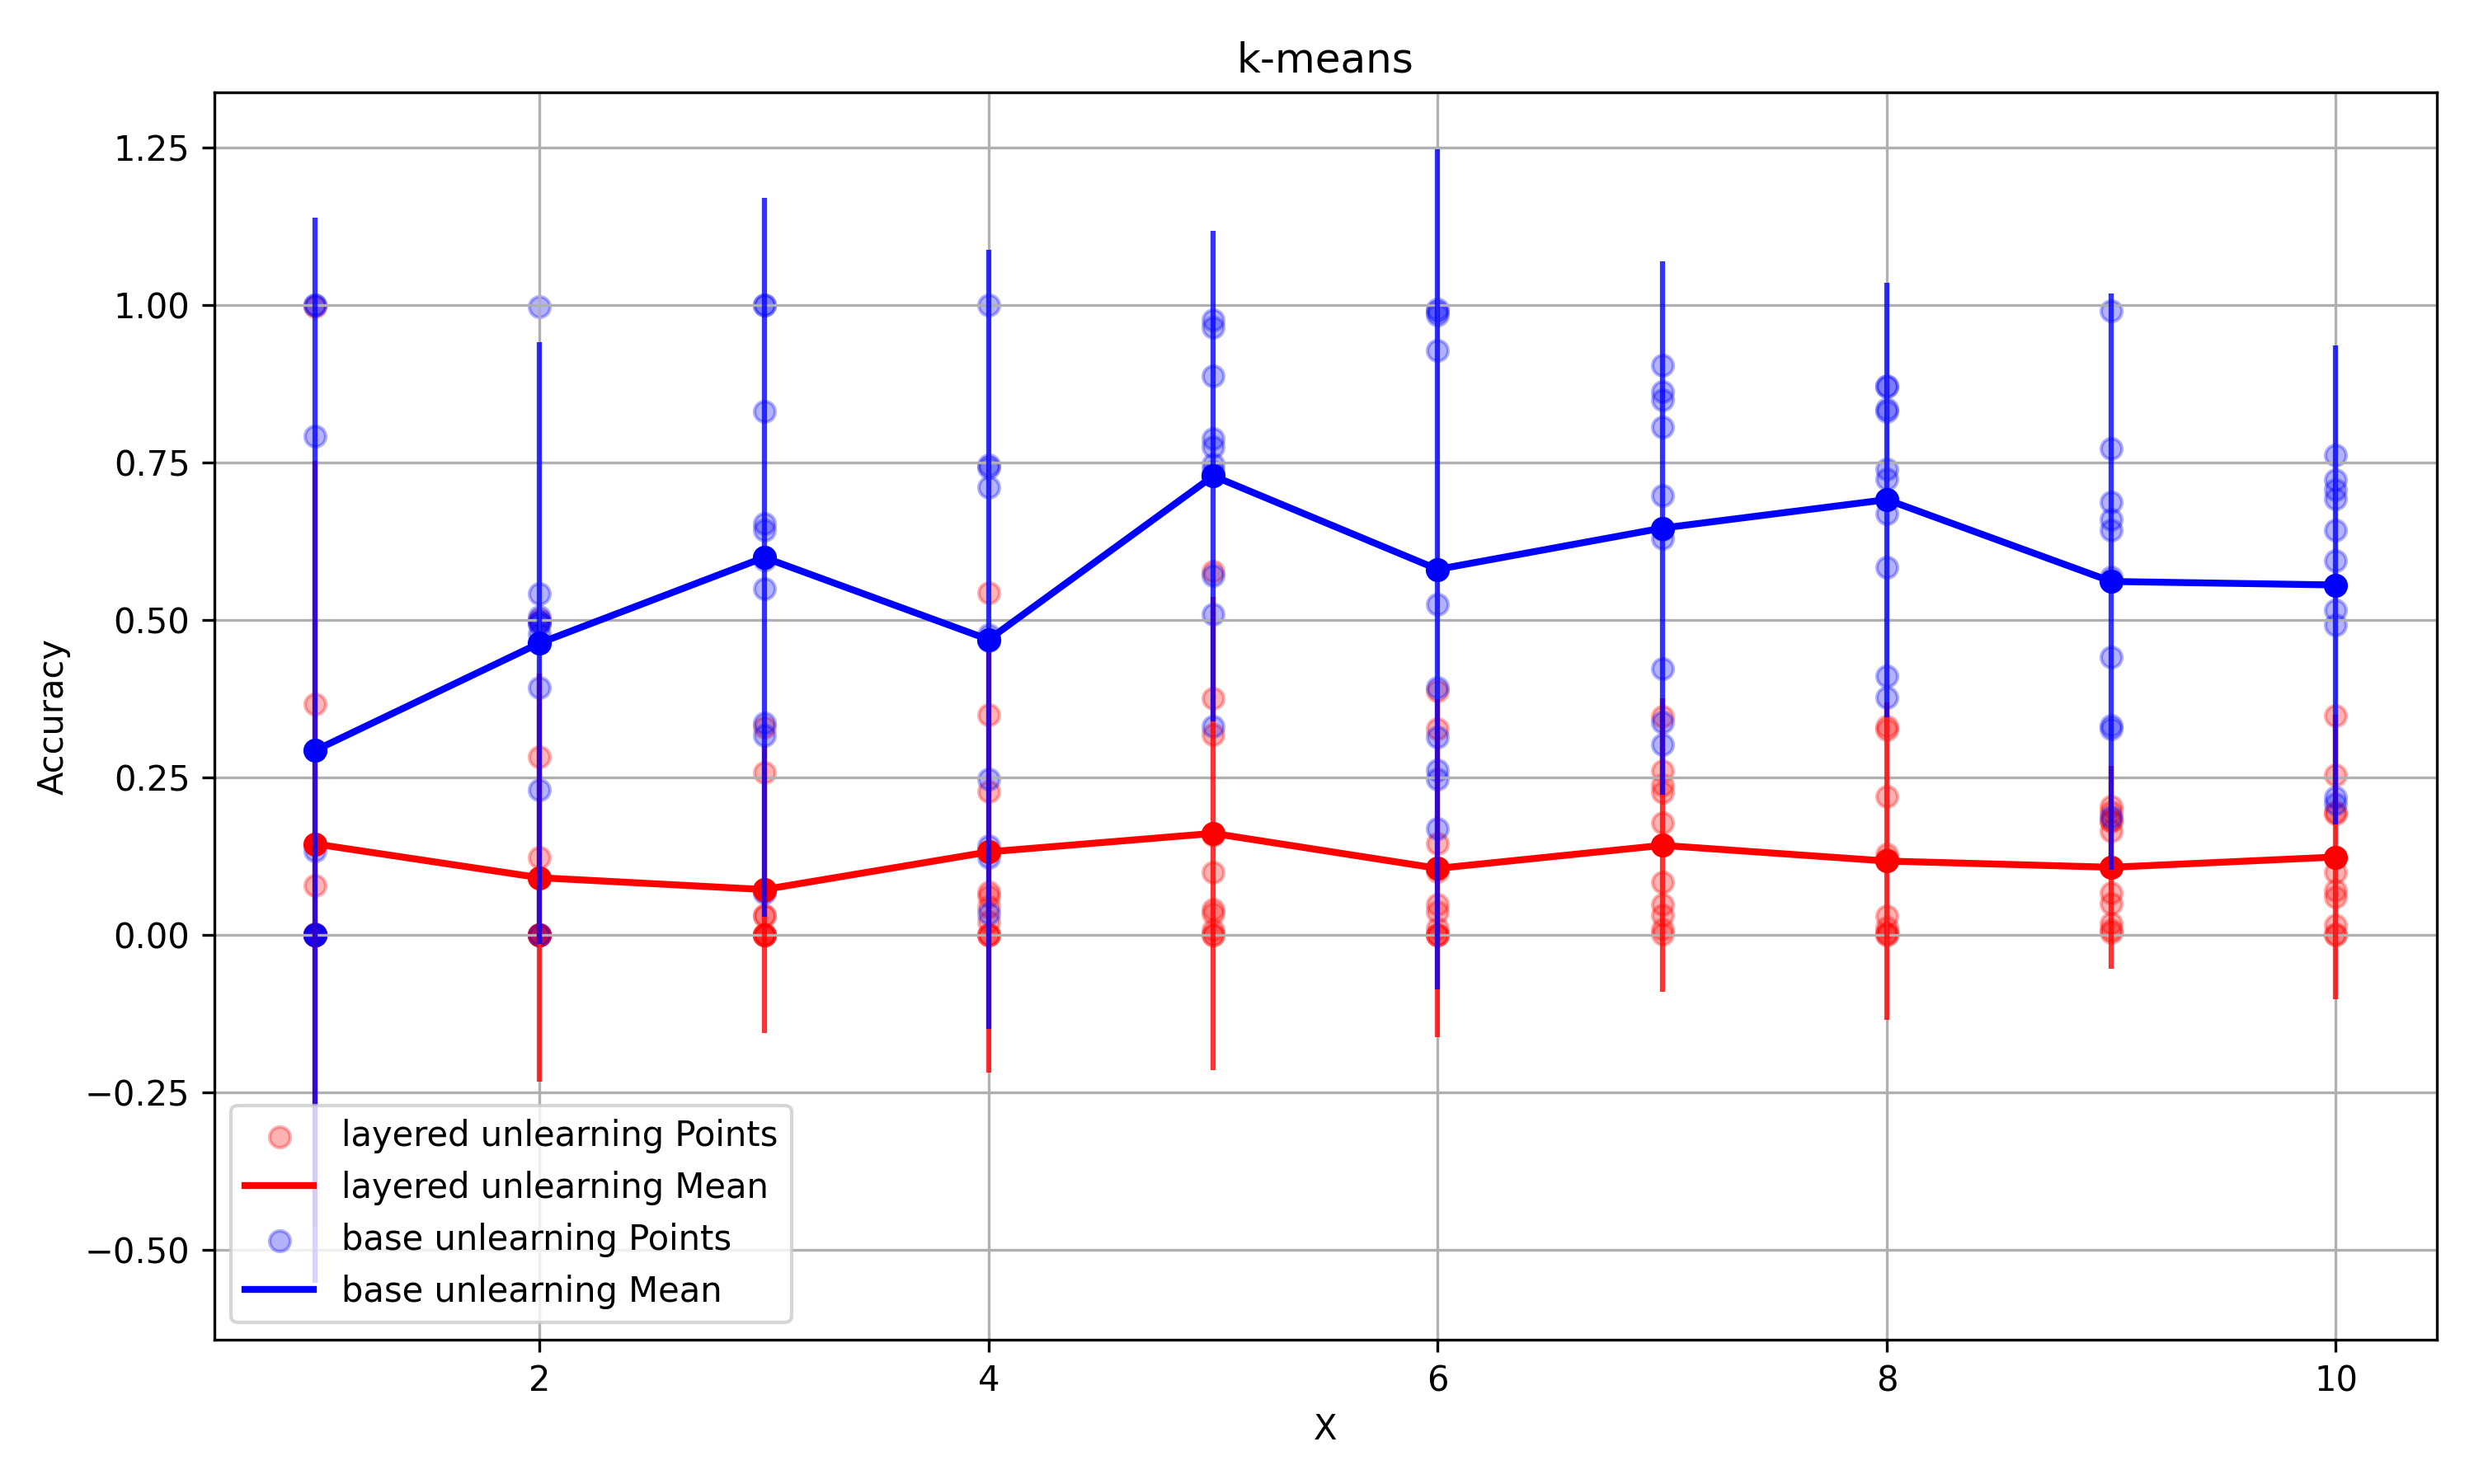 k-means
1.25
1.00
0.75
0.50
0.25
0.00
−0.25
−0.50
Accuracy
layered unlearning Points
layered unlearning Mean
base unlearning Points
base unlearning Mean
2
4
6
8
10
X